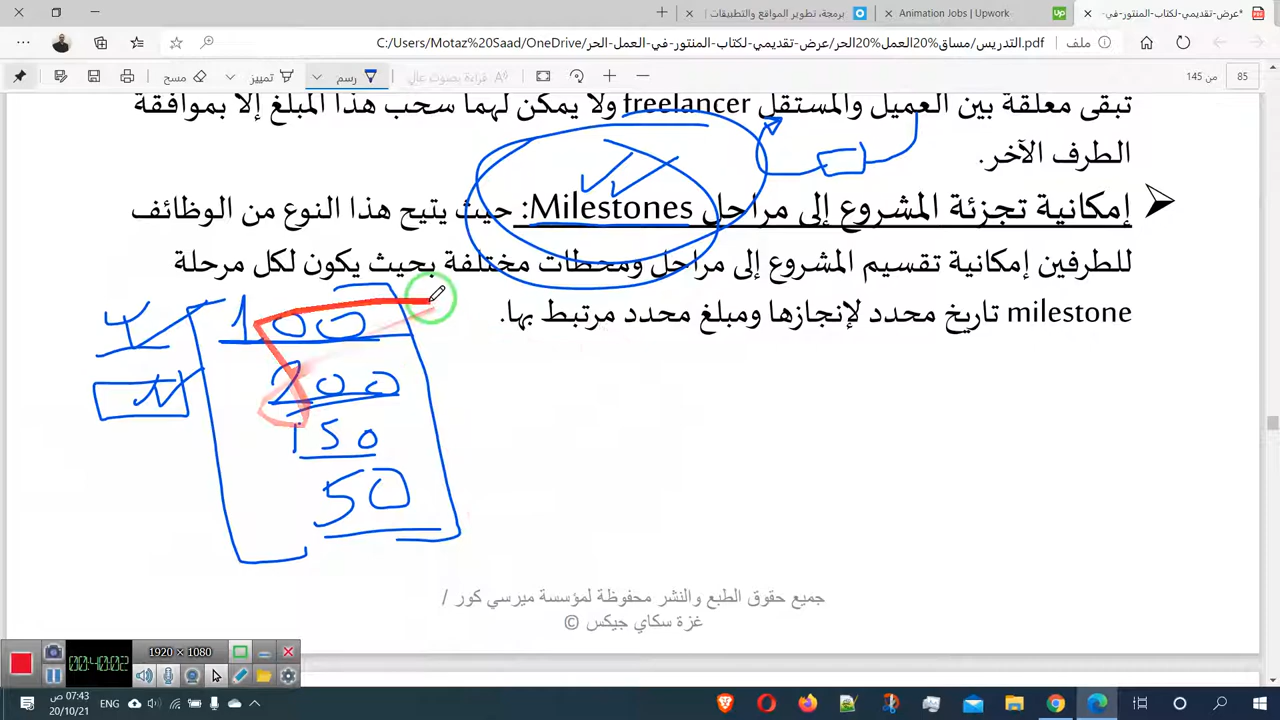 *عرض-تقديمي-لكتاب-المنتور-في-
Animation Jobs | Upwork
برمجة، تطوير المواقع والتطبيقات |
ملف
C:/Users/Motaz%20Saad/OneDrive/التدريس/مساق%20العمل%20الحر/عرض-تقديمي-لكتاب-المنتور-في-العمل-الحر.pdf
85 من 145
قراءة بصوت عالٍ
رسم
تمييز
مسح
تبقى معلقة بين العميل والمستقل freelancer ولا يمكن لهما سحب هذا المبلغ إلا بموافقة
الطرف الآخر.
إمكانية تجزئة المشروع إلى مراحل Milestones: حيث يتيح هذا النوع من الوظائف
للطرفين إمكانية تقسيم المشروع إلى مراحل ومحطات مختلفة بحيث يكون لكل مرحلة
milestone تاريخ محدد لإنجازها ومبلغ محدد مرتبط بها.
100
200
150
50
جميع حقوق الطبع والنشر محفوظة لمؤسسة ميرسي كور /
غزة سكاي جيكس ©
1920 × 1080
00:40:02
07:43 ص
20/10/21
ENG